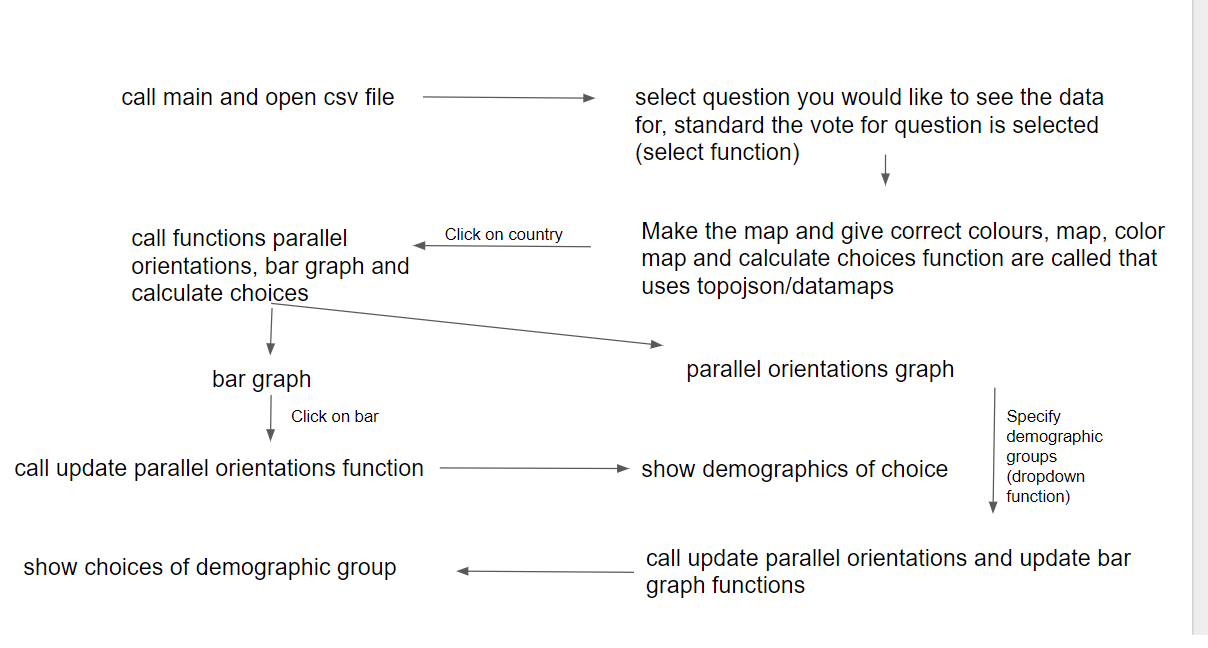 call main and open csv file
select question you would like to see the data
for, standard the vote for question is selected
(select function)
Click on country
call functions parallel
orientations, bar graph and
calculate choices
Make the map and give correct colours, map, color
map and calculate choices function are called that
uses topojson/datamaps
bar graph
parallel orientations graph
Click on bar
Specify
demographic
groups
(dropdown
function)
call update parallel orientations function
show demographics of choice
show choices of demographic group
call update parallel orientations and update bar
graph functions